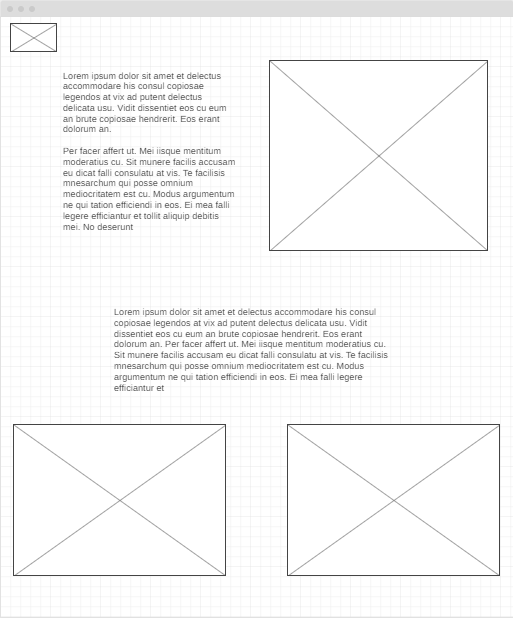 Lorem ipsum dolor sit amet et delectus
accommodare his consul copiosae
legendos at vix ad putent delectus
delicata usu. Vidit dissentiet eos cu eum
an brute copiosae hendrerit. Eos erant
dolorum an.
Per facer affert ut. Mei iisque mentitum
moderatius cu. Sit munere facilis accusam
eu dicat falli consulatu at vis. Te facilisis
mnesarchum qui posse omnium
mediocritatem est cu. Modus argumentum
ne qui tation efficiendi in eos. Ei mea falli
legere efficiantur et tollit aliquip debitis
mei. No deserunt
Lorem ipsum dolor sit amet et delectus accommodare his consul
copiosae legendos at vix ad putent delectus delicata usu. Vidit
dissentiet eos cu eum an brute copiosae hendrerit. Eos erant
dolorum an. Per facer affert ut. Mei iisque mentitum moderatius cu.
Sit munere facilis accusam eu dicat falli consulatu at vis. Te facilisis
mnesarchum qui posse omnium mediocritatem est cu. Modus
argumentum ne qui tation efficiendi in eos. Ei mea falli legere
efficiantur et